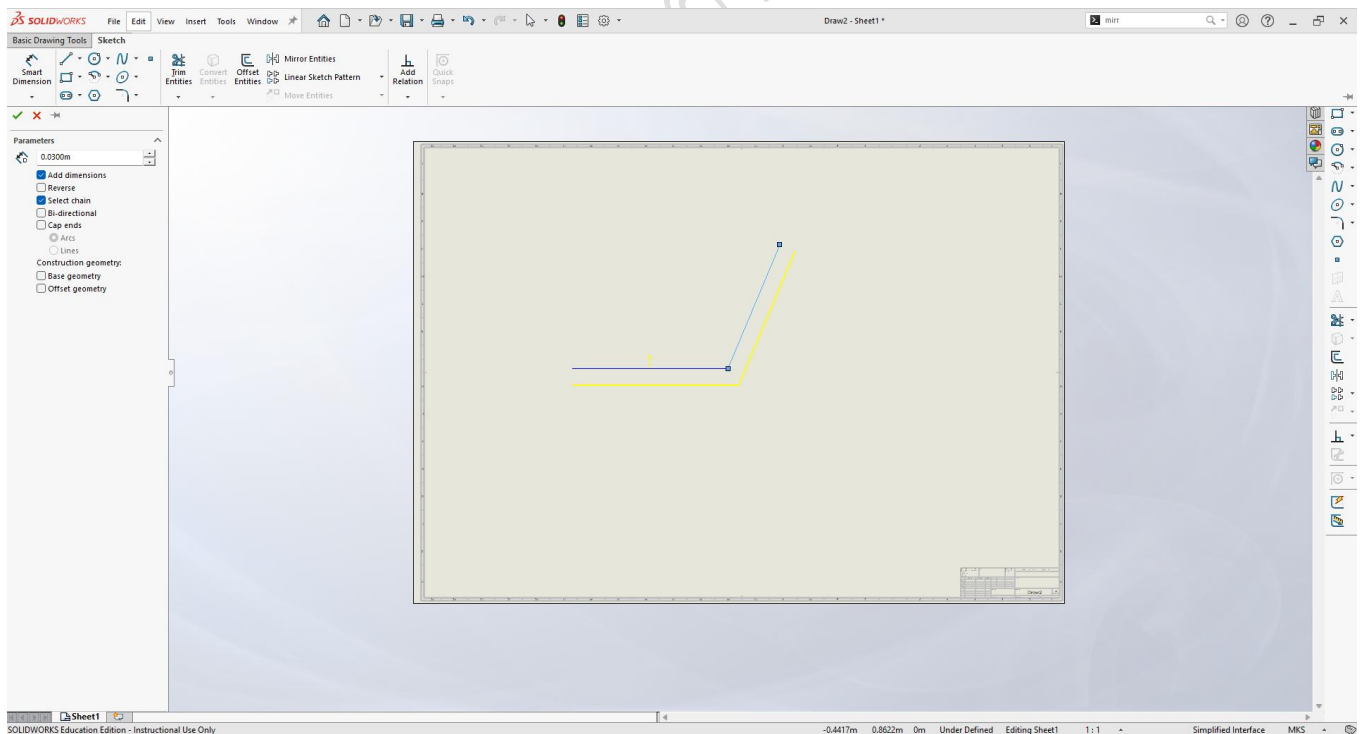 SOLIDWORKS File Edit View Insert Tools Window Draw2 - Sheet1 * mirr
Basic Drawing Tools Sketch
Smart Dimension
Trim Entities
Convert Entities
Offset Entities
Mirror Entities
Linear Sketch Pattern
Move Entities
Add Relation
Quick Snaps
Parameters
0.0300m
Add dimensions
Reverse
Select chain
Bi-directional
Cap ends
Arcs
Lines
Construction geometry:
Base geometry
Offset geometry
Draw2
Sheet1
SOLIDWORKS Education Edition - Instructional Use Only -0.4417m 0.8622m 0m Under Defined Editing Sheet1 1:1 Simplified Interface MKS